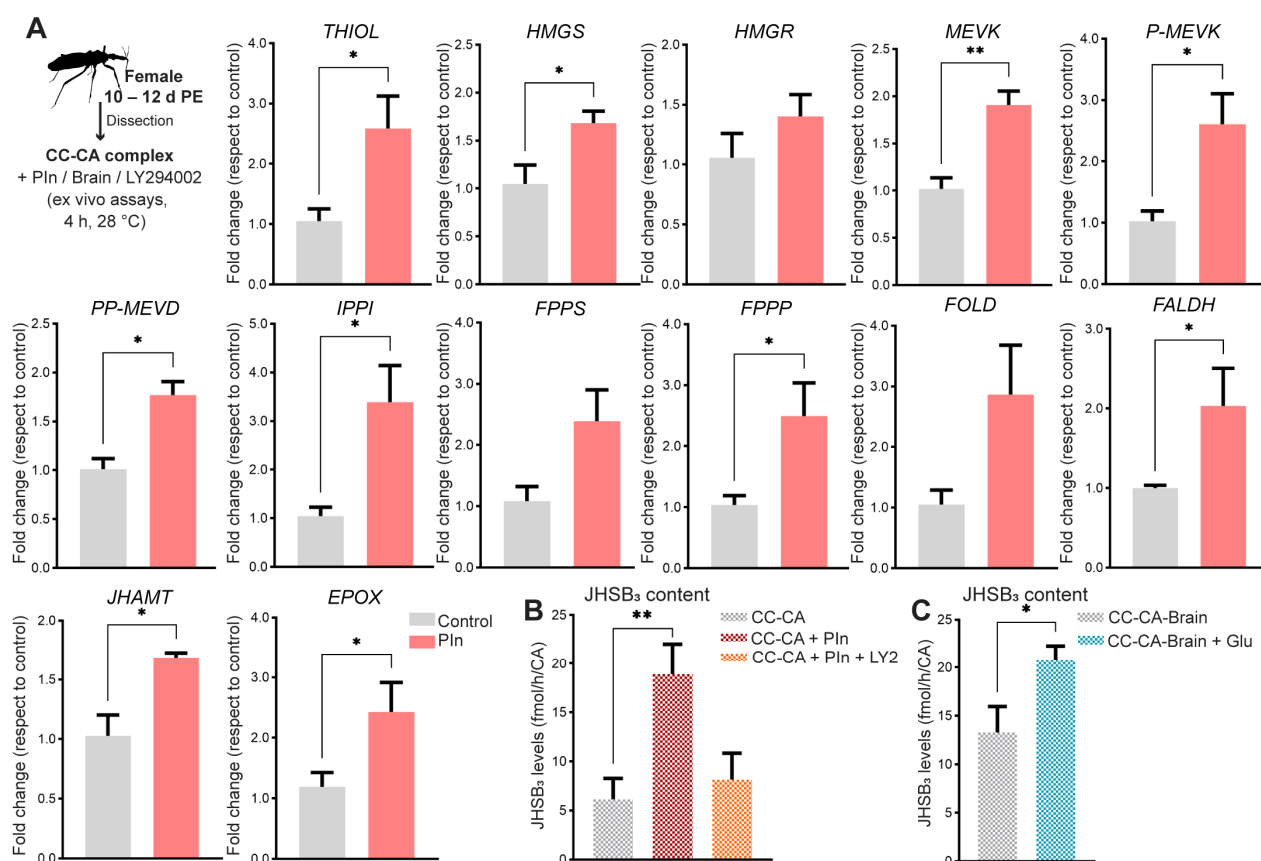 A
Female
10 – 12 d PE
Dissection
CC-CA complex
+ PIn / Brain / LY294002
(ex vivo assays,
4 h, 28 °C)
THIOL
Fold change (respect to control)
4.0
3.0
2.0
1.0
0.0
*
HMGS
Fold change (respect to control)
2.5
2.0
1.5
1.0
0.5
0.0
*
HMGR
Fold change (respect to control)
2.0
1.5
1.0
0.5
0.0
MEVK
Fold change (respect to control)
2.5
2.0
1.5
1.0
0.5
0.0
**
P-MEVK
Fold change (respect to control)
4.0
3.0
2.0
1.0
0.0
*
PP-MEVD
Fold change (respect to control)
2.5
2.0
1.5
1.0
0.5
0.0
*
IPPI
Fold change (respect to control)
5.0
4.0
3.0
2.0
1.0
0.0
*
FPPS
Fold change (respect to control)
4.0
3.0
2.0
1.0
0.0
FPPP
Fold change (respect to control)
4.0
3.0
2.0
1.0
0.0
*
FOLD
Fold change (respect to control)
4.0
3.0
2.0
1.0
0.0
FALDH
Fold change (respect to control)
3.0
2.0
1.0
0.0
*
JHAMT
Fold change (respect to control)
2.0
1.5
1.0
0.5
0.0
*
EPOX
Fold change (respect to control)
4.0
3.0
2.0
1.0
0.0
*
Control
PIn
B
JHSB₃ content
JHSB₃ levels (fmol/h/CA)
25
20
15
10
5
0
**
CC-CA
CC-CA + PIn
CC-CA + PIn + LY2
C
JHSB₃ content
JHSB₃ levels (fmol/h/CA)
25
20
15
10
5
0
*
CC-CA-Brain
CC-CA-Brain + Glu